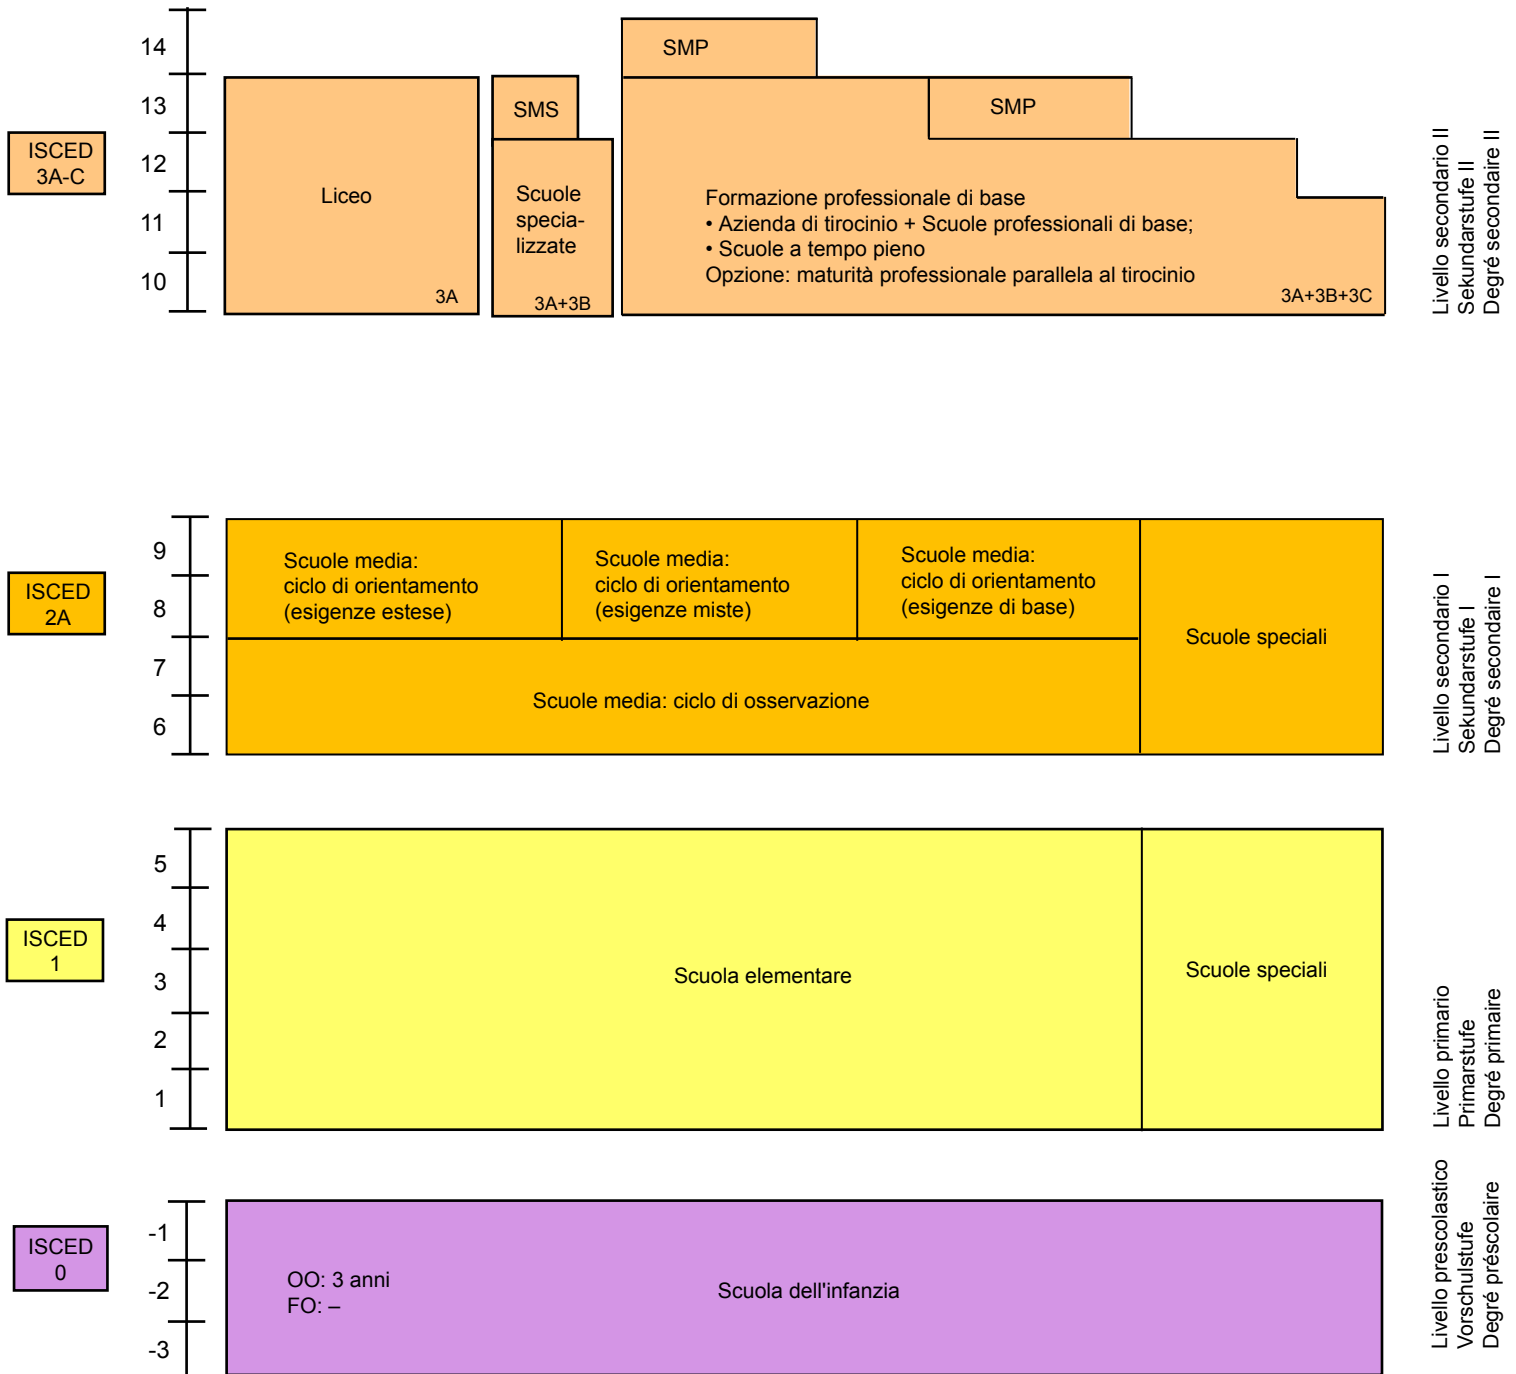 14
SMP
13
SMS
SMP
ISCED
3A-C
12
11
10
Liceo
3A
Scuole
specia-
lizzate
3A+3B
Formazione professionale di base
• Azienda di tirocinio + Scuole professionali di base;
• Scuole a tempo pieno
Opzione: maturità professionale parallela al tirocinio
3A+3B+3C
Livello secondario II
Sekundarstufe II
Degré secondaire II
ISCED
2A
9
8
7
6
Scuole media:
ciclo di orientamento
(esigenze estese)
Scuole media:
ciclo di orientamento
(esigenze miste)
Scuole media:
ciclo di orientamento
(esigenze di base)
Scuole speciali
Scuole media: ciclo di osservazione
Livello secondario I
Sekundarstufe I
Degré secondaire I
ISCED
1
5
4
3
2
1
Scuola elementare
Scuole speciali
Livello primario
Primarstufe
Degré primaire
ISCED
0
-1
-2
-3
OO: 3 anni
FO: –
Scuola dell'infanzia
Livello prescolastico
Vorschulstufe
Degré préscolaire